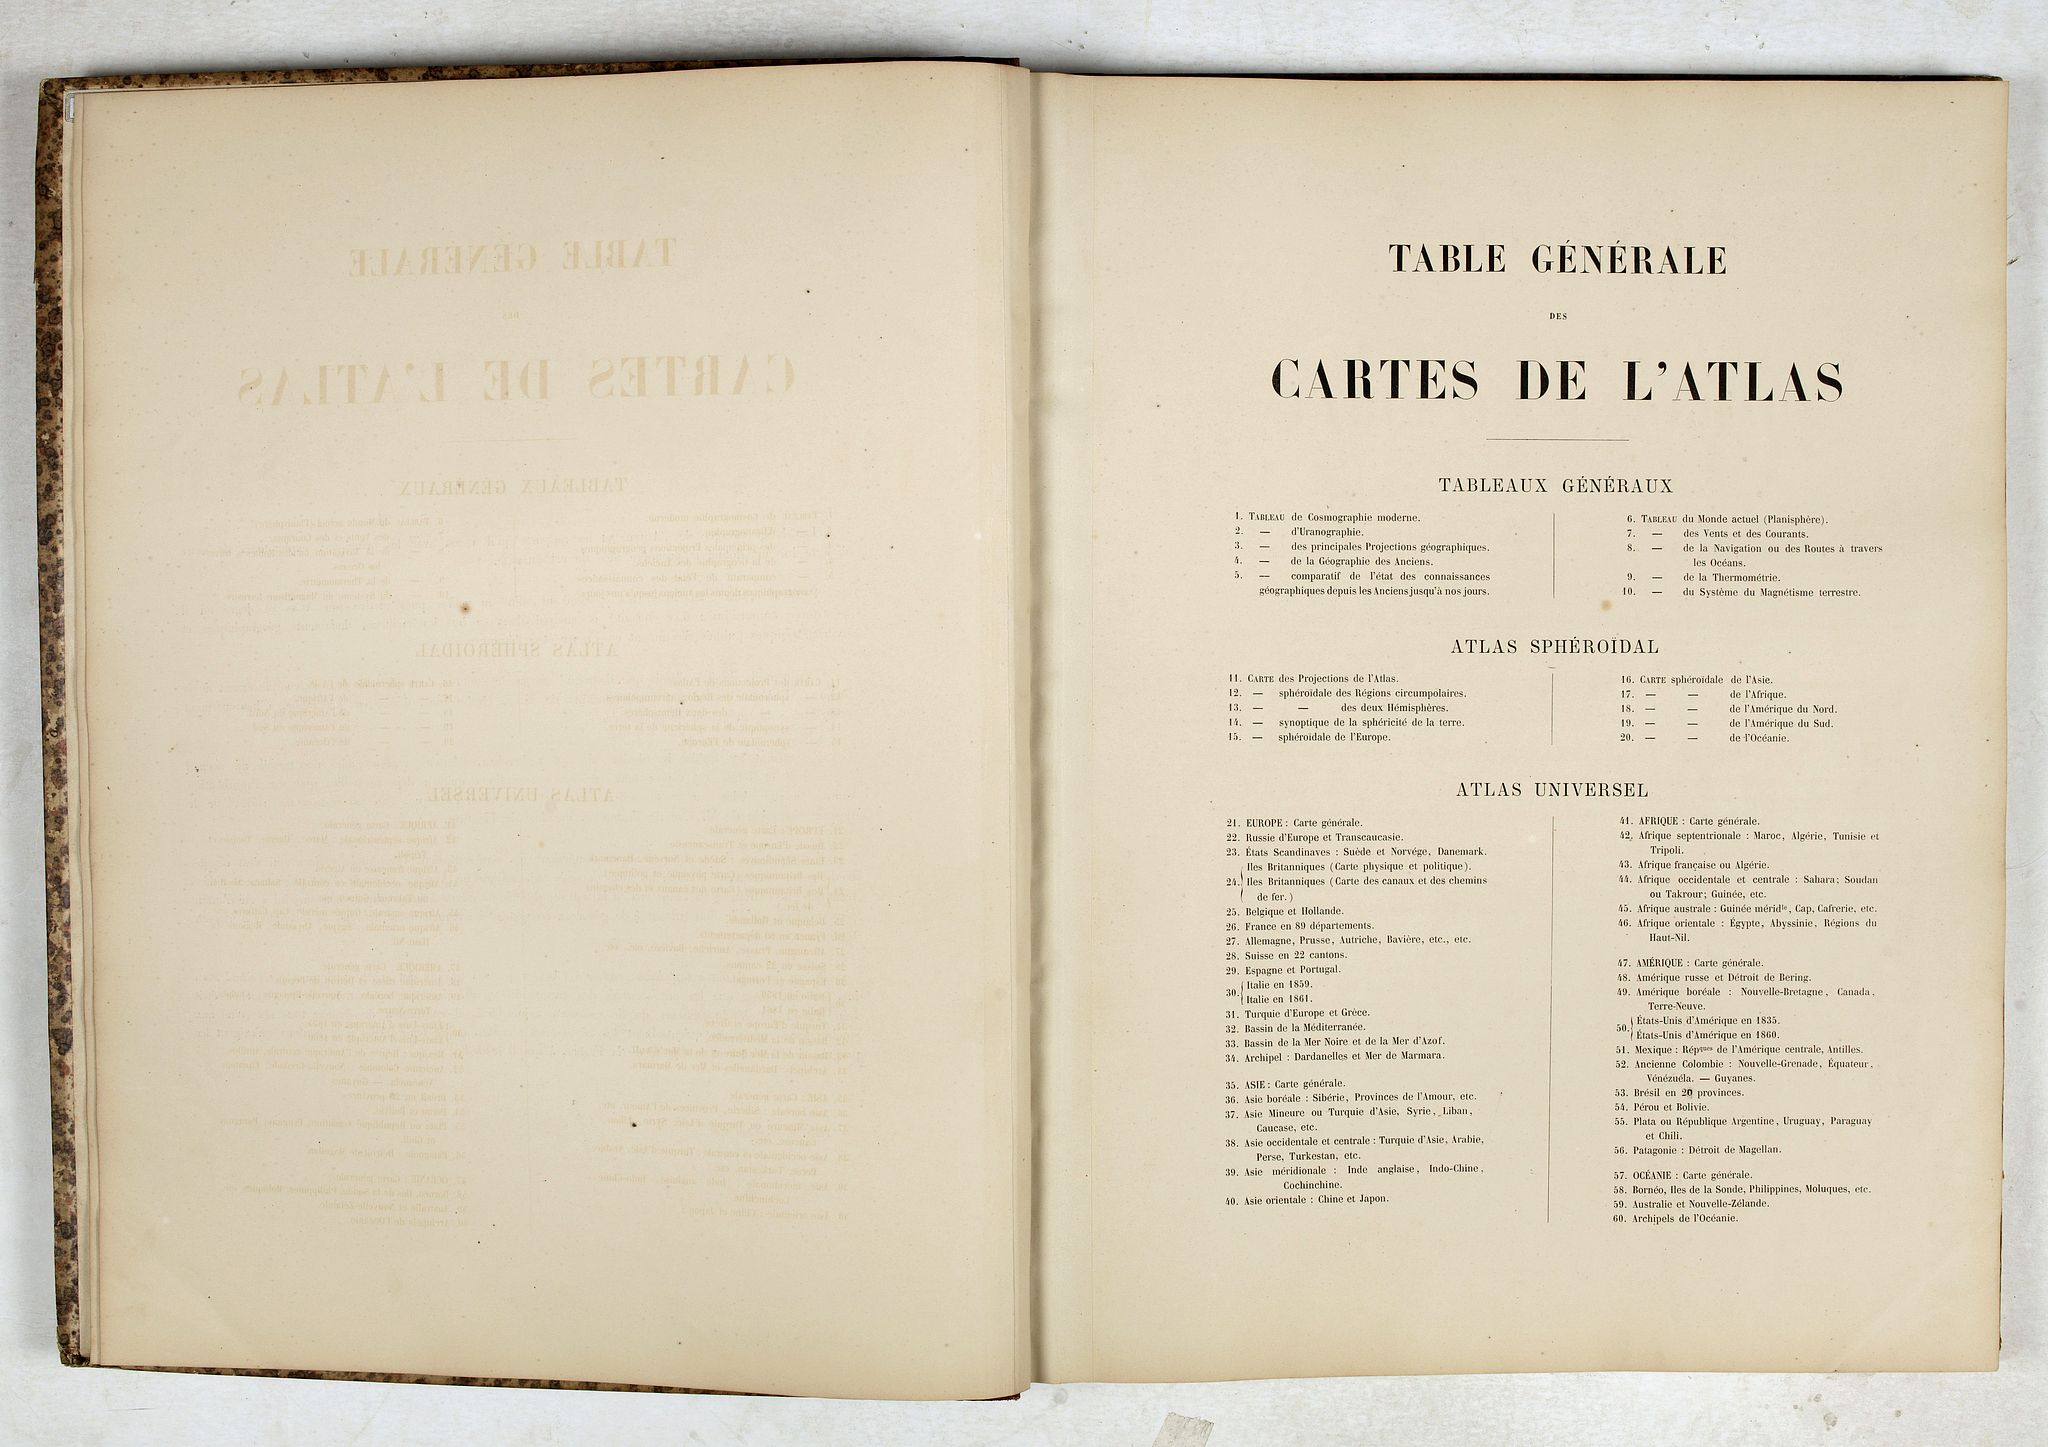 TABLE GÉNÉRALE
DES
CARTES DE L'ATLAS
TABLEAUX GÉNÉRAUX
1. TABLEAU de Cosmographie moderne.
2. — d'Uranographie.
3. — des principales Projections géographiques.
4. — de la Géographie des Anciens.
5. — comparatif de l'état des connaissances
géographiques depuis les Anciens jusqu'à nos jours.
6. TABLEAU du Monde actuel (Planisphère).
7. — des Vents et des Courants.
8. — de la Navigation ou des Routes à travers
les Océans.
9. — de la Thermométrie.
10. — du Système du Magnétisme terrestre.
ATLAS SPHÉROÏDAL
11. CARTE des Projections de l'Atlas.
12. — sphéroïdale des Régions circumpolaires.
13. — — des deux Hémisphères.
14. — synoptique de la sphéricité de la terre.
15. — sphéroïdale de l'Europe.
16. CARTE sphéroïdale de l'Asie.
17. — — de l'Afrique.
18. — — de l'Amérique du Nord.
19. — — de l'Amérique du Sud.
20. — — de l'Océanie.
ATLAS UNIVERSEL
21. EUROPE : Carte générale.
22. Russie d'Europe et Transcaucasie.
23. États Scandinaves : Suède et Norvége, Danemark.
Iles Britanniques (Carte physique et politique).
24. Iles Britanniques (Carte des canaux et des chemins
de fer.)
25. Belgique et Hollande.
26. France en 89 départements.
27. Allemagne, Prusse, Autriche, Bavière, etc., etc.
28. Suisse en 22 cantons.
29. Espagne et Portugal.
30. Italie en 1859.
Italie en 1861.
31. Turquie d'Europe et Grèce.
32. Bassin de la Méditerranée.
33. Bassin de la Mer Noire et de la Mer d'Azof.
34. Archipel : Dardanelles et Mer de Marmara.
35. ASIE : Carte générale.
36. Asie boréale : Sibérie, Provinces de l'Amour, etc.
37. Asie Mineure ou Turquie d'Asie, Syrie, Liban,
Caucase, etc.
38. Asie occidentale et centrale : Turquie d'Asie, Arabie,
Perse, Turkestan, etc.
39. Asie méridionale : Inde anglaise, Indo-Chine,
Cochinchine.
40. Asie orientale : Chine et Japon.
41. AFRIQUE : Carte générale.
42. Afrique septentrionale : Maroc, Algérie, Tunisie et
Tripoli.
43. Afrique française ou Algérie.
44. Afrique occidentale et centrale : Sahara; Soudan
ou Takrour; Guinée, etc.
45. Afrique australe : Guinée méridle, Cap, Cafrerie, etc.
46. Afrique orientale : Égypte, Abyssinie, Régions du
Haut-Nil.
47. AMÉRIQUE : Carte générale.
48. Amérique russe et Détroit de Bering.
49. Amérique boréale : Nouvelle-Bretagne, Canada,
Terre-Neuve.
50. États-Unis d'Amérique en 1835.
États-Unis d'Amérique en 1860.
51. Mexique : Répques de l'Amérique centrale, Antilles.
52. Ancienne Colombie : Nouvelle-Grenade, Équateur,
Vénézuéla. — Guyanes.
53. Brésil en 20 provinces.
54. Pérou et Bolivie.
55. Plata ou République Argentine, Uruguay, Paraguay
et Chili.
56. Patagonie : Détroit de Magellan.
57. OCÉANIE : Carte générale.
58. Bornéo, Iles de la Sonde, Philippines, Moluques, etc.
59. Australie et Nouvelle-Zélande.
60. Archipels de l'Océanie.